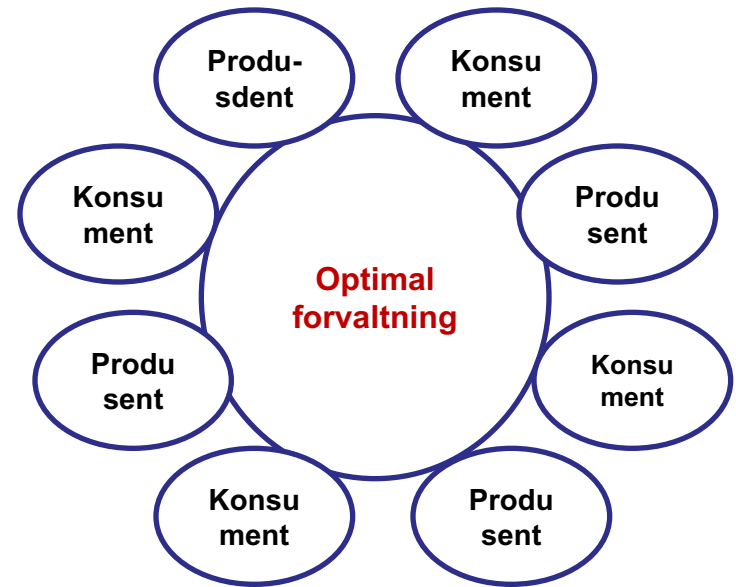 Produ-
sdent
Konsu
ment
Konsu
ment
Produ
sent
Optimal
forvaltning
Produ
sent
Konsu
ment
Konsu
ment
Produ
sent